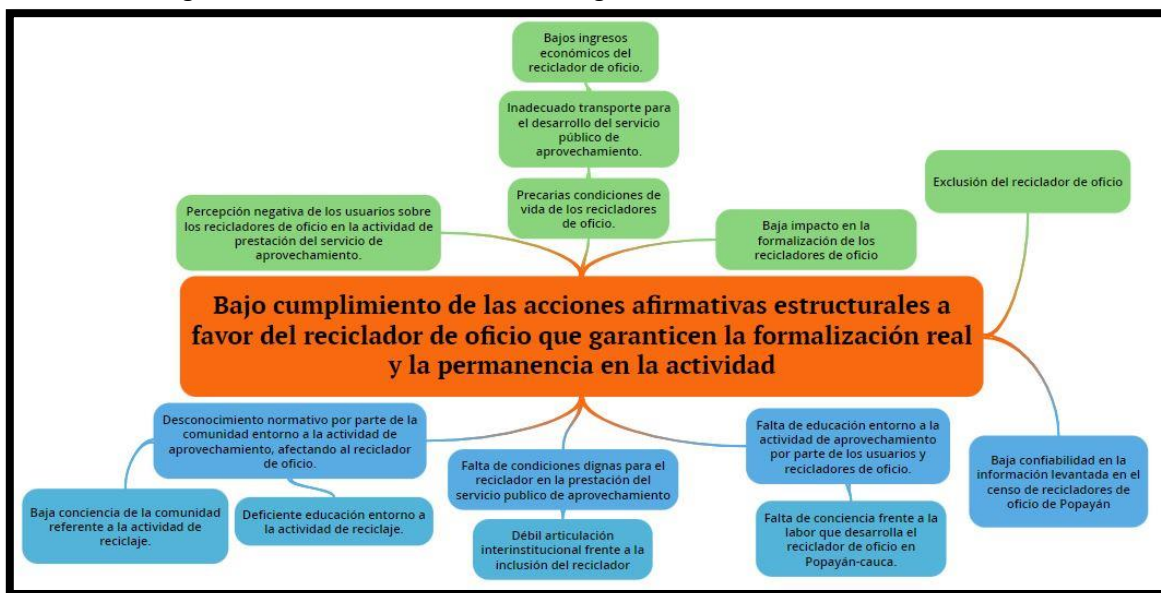 Bajos ingresos
económicos del
reciclador de oficio.
Inadecuado transporte para
el desarrollo del servicio
público de
aprovechamiento.
Exclusión del reciclador de oficio
Precarias condiciones de
vida de los recicladores
de oficio.
Percepción negativa de los usuarios sobre
los recicladores de oficio en la actividad de
prestación del servicio de
aprovechamiento.
Baja impacto en la
formalización de los
recicladores de oficio
Bajo cumplimiento de las acciones afirmativas estructurales a
favor del reciclador de oficio que garanticen la formalización real
y la permanencia en la actividad
Desconocimiento normativo por parte de la
comunidad entorno a la actividad de
aprovechamiento, afectando al reciclador
de oficio.
Falta de condiciones dignas para el
reciclador en la prestación del
servicio publico de aprovechamiento
Falta de educación entorno a la
actividad de aprovechamiento
por parte de los usuarios y
recicladores de oficio.
Baja confiabilidad en la
información levantada en el
censo de recicladores de
oficio de Popayán
Baja conciencia de la comunidad
referente a la actividad de
reciclaje.
Deficiente educación entorno a
la actividad de reciclaje.
Débil articulación
interinstitucional frente a la
inclusión del reciclador
Falta de conciencia frente a la
labor que desarrolla el
reciclador de oficio en
Popayán-cauca.